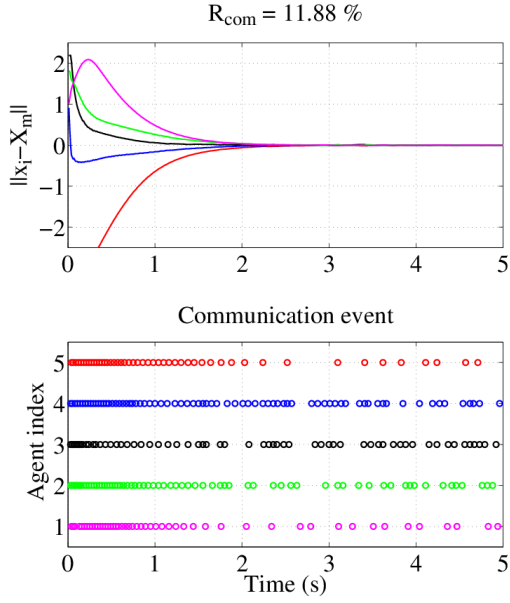 R_com = 11.88 %
||x_i−X_m||
2
1
0
−1
−2
0 1 2 3 4 5
Communication event
Agent index
5
4
3
2
1
0 1 2 3 4 5
Time (s)